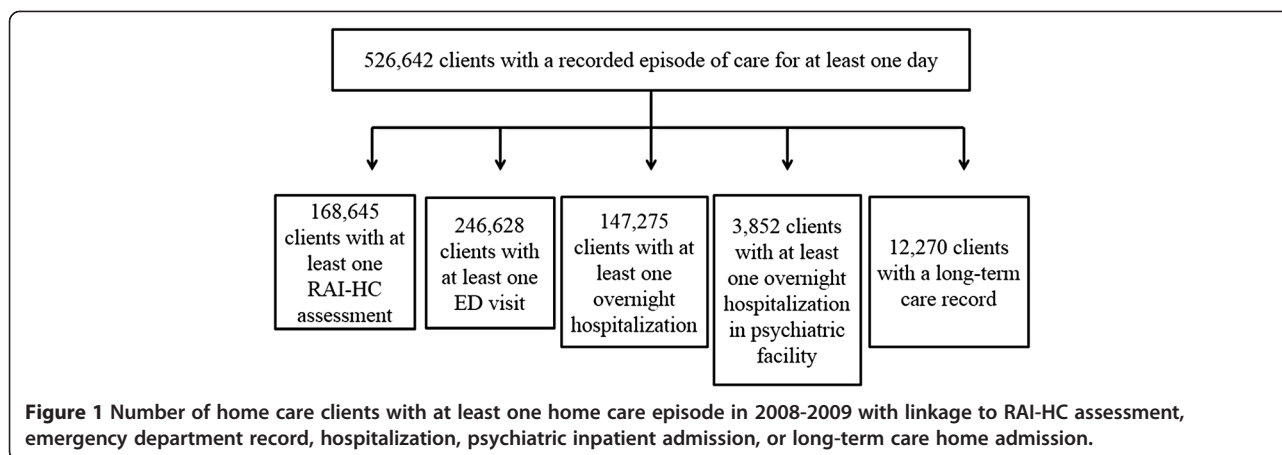 526,642 clients with a recorded episode of care for at least one day
168,645
clients with at
least one
RAI-HC
assessment
246,628
clients with
at least one
ED visit
147,275
clients with at
least one
overnight
hospitalization
3,852 clients
with at least
one overnight
hospitalization
in psychiatric
facility
12,270 clients
with a long-term
care record
Figure 1 Number of home care clients with at least one home care episode in 2008-2009 with linkage to RAI-HC assessment,
emergency department record, hospitalization, psychiatric inpatient admission, or long-term care home admission.